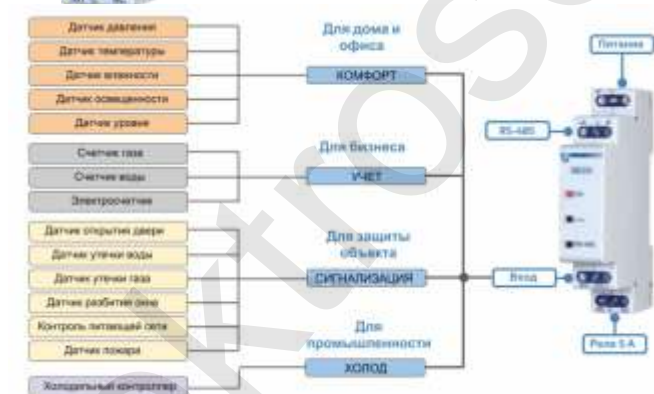 Датчик давления
Датчик температуры
Датчик влажности
Датчик освещенности
Датчик уровня
Счетчик газа
Счетчик воды
Электросчетчик
Датчик открытия двери
Датчик утечки воды
Датчик утечки газа
Датчик разбития окна
Контроль питающей сети
Датчик пожара
Холодильный контроллер
Для дома и
офиса
КОМФОРТ
Для бизнеса
УЧЕТ
Для защиты
объекта
СИГНАЛИЗАЦИЯ
Для
промышленности
ХОЛОД
Питание
RS-485
Вход
Реле 5 А